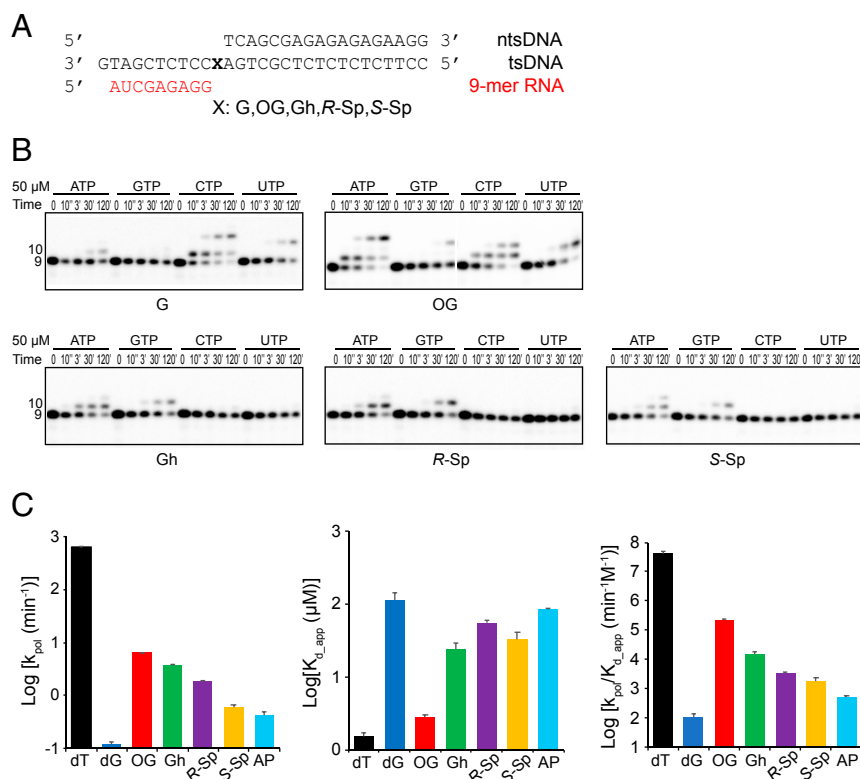 A
5’ TCAGCGAGAGAGAGAAGG 3’ ntsDNA
3’ GTAGCTCTCCXAGTCGCTCTCTCTCTTCC 5’ tsDNA
5’ AUCGAGAGG 9-mer RNA
X: G,OG,Gh,R-Sp,S-Sp
B
50 µM ATP GTP CTP UTP ATP GTP CTP UTP
Time 0 10" 3' 30' 120' 0 10" 3' 30' 120' 0 10" 3' 30' 120' 0 10" 3' 30' 120' 0 10" 3' 30' 120' 0 10" 3' 30' 120' 0 10" 3' 30' 120' 0 10" 3' 30' 120'
10
9
G OG
50 µM ATP GTP CTP UTP ATP GTP CTP UTP ATP GTP CTP UTP
Time 0 10" 3' 30' 120' 0 10" 3' 30' 120' 0 10" 3' 30' 120' 0 10" 3' 30' 120' 0 10" 3' 30' 120' 0 10" 3' 30' 120' 0 10" 3' 30' 120' 0 10" 3' 30' 120' 0 10" 3' 30' 120' 0 10" 3' 30' 120' 0 10" 3' 30' 120' 0 10" 3' 30' 120'
10
9
Gh R-Sp S-Sp
C
Log [kpol (min-1)]
3
2
1
0
-1
dT dG OG Gh R-Sp S-Sp AP
Log[Kd_app (µM)]
3
2
1
0
dT dG OG Gh R-Sp S-Sp AP
Log [kpol/Kd_app (min-1M-1)]
8
7
6
5
4
3
2
1
dT dG OG Gh R-Sp S-Sp AP